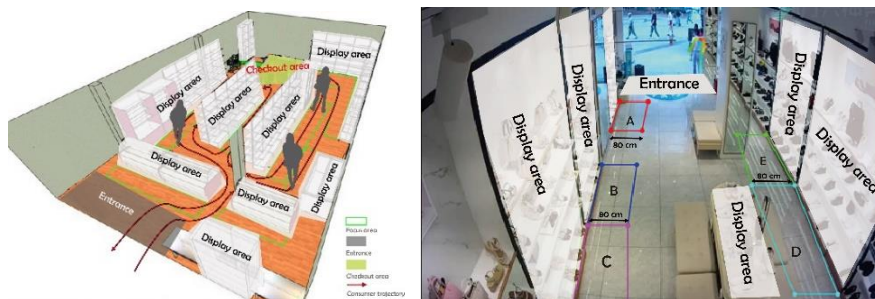 Display area
Checkout area
Display area
Display area
Display area
Display area
Display area
Display area
Entrance
Display area
Focus area
Entrance
Checkout area
Consumer trajectory
Entrance
Display area
Display area
Display area
Display area
A
80 cm
E
80 cm
B
80 cm
Display area
C
D